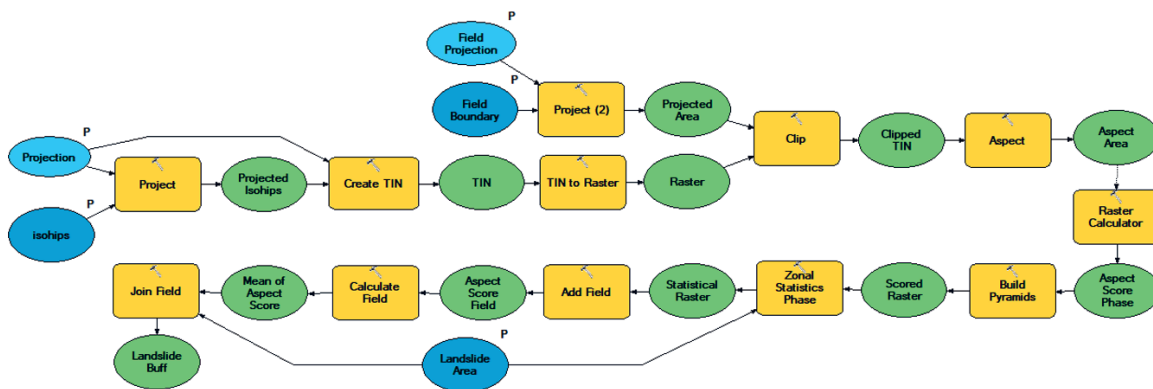 P
Field
Projection
P
Field
Boundary
Project (2)
Projected
Area
Clip
Clipped
TIN
Aspect
Aspect
Area
P
Projection
Project
Projected
Isohips
Create TIN
TIN
TIN to Raster
Raster
P
isohips
Raster
Calculator
Join Field
Mean of
Aspect
Score
Calculate
Field
Aspect
Score
Field
Add Field
Statistical
Raster
Zonal
Statistics
Phase
Scored
Raster
Build
Pyramids
Aspect
Score
Phase
P
Landslide
Buff
Landslide
Area